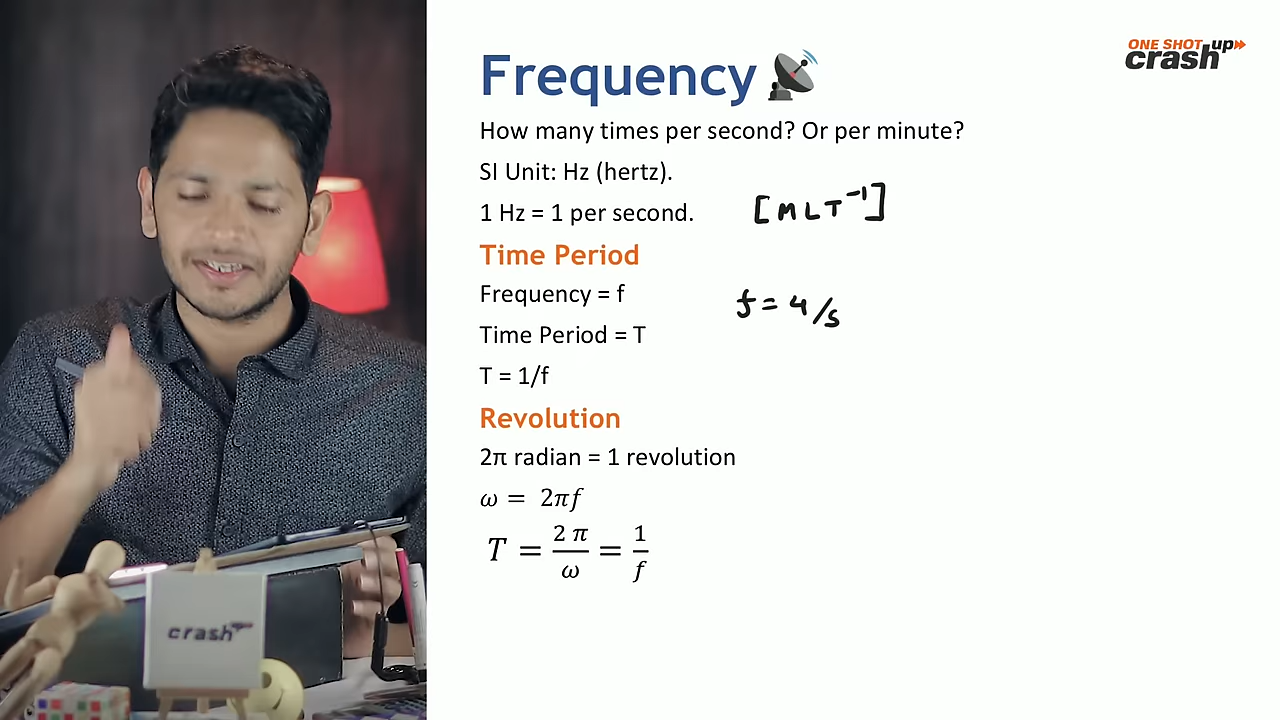 ONE SHOT
crash up
Frequency
How many times per second? Or per minute?
SI Unit: Hz (hertz).
1 Hz = 1 per second.
[MLT⁻¹]
Time Period
Frequency = f
f = 4/s
Time Period = T
T = 1/f
Revolution
2π radian = 1 revolution
ω = 2πf
T = 2 π / ω = 1 / f
crash up